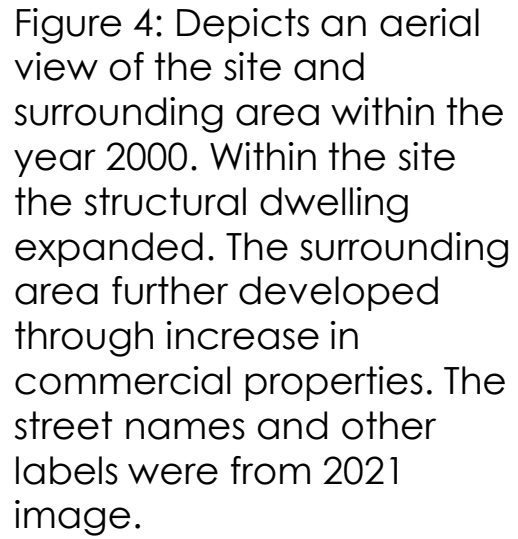 Figure 4: Depicts an aerial
view of the site and
surrounding area within the
year 2000. Within the site
the structural dwelling
expanded. The surrounding
area further developed
through increase in
commercial properties. The
street names and other
labels were from 2021
image.